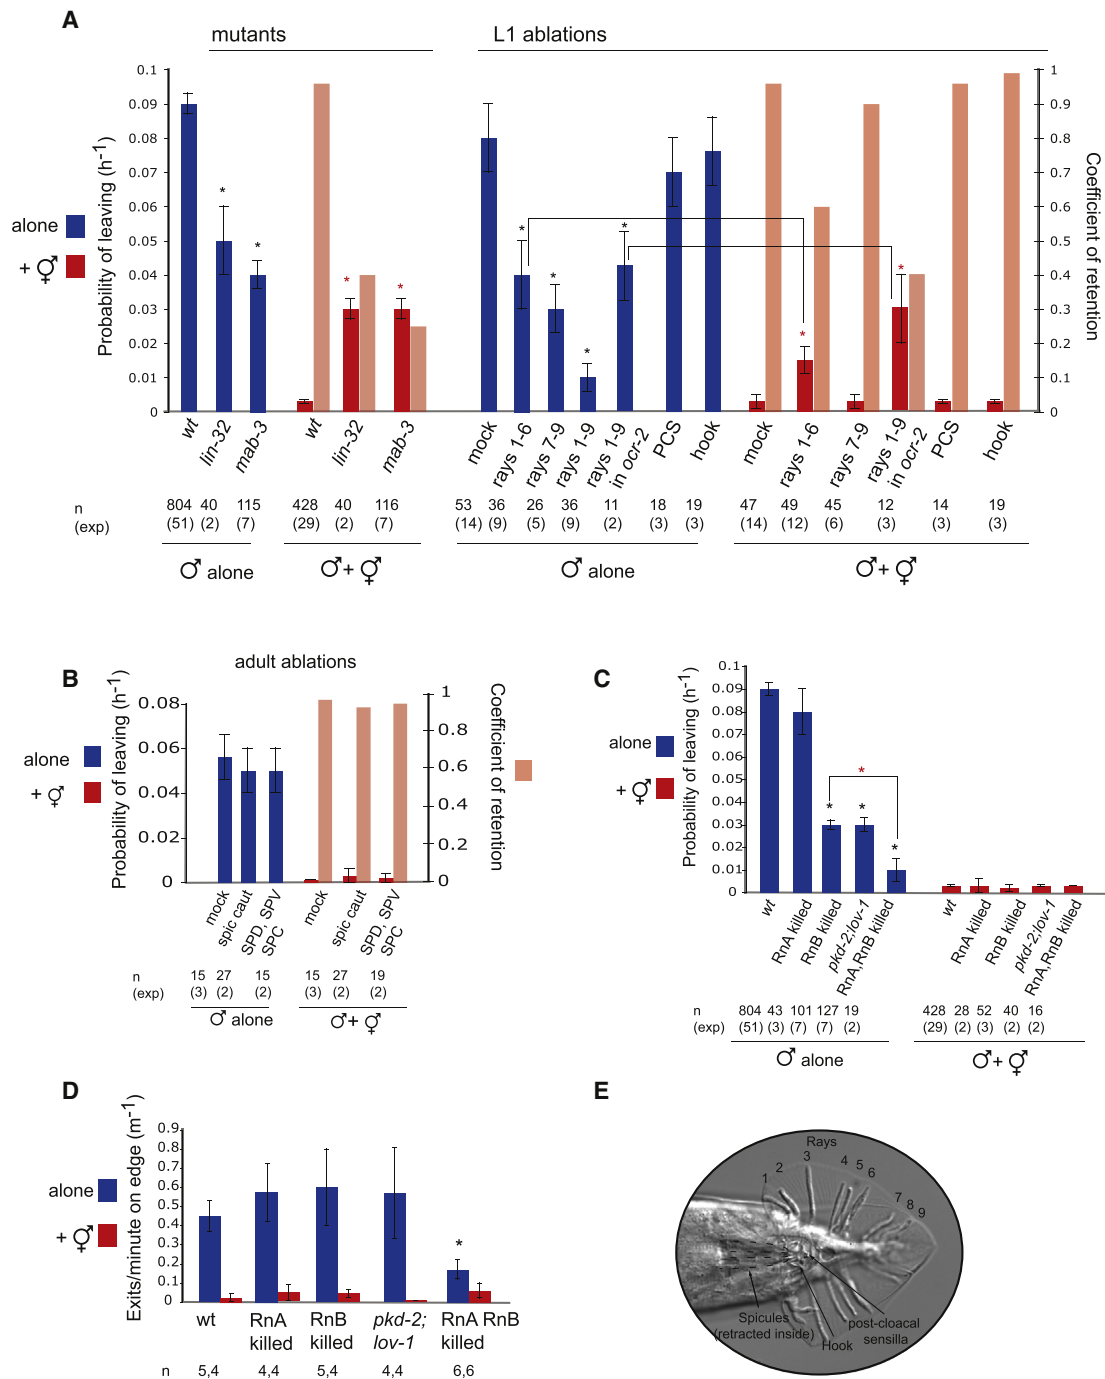 A
mutants
L1 ablations
0.1
0.09
0.08
0.07
0.06
0.05
0.04
0.03
0.02
0.01
0
Probability of leaving (h-1)
alone
+ ⚥
1
0.9
0.8
0.7
0.6
0.5
0.4
0.3
0.2
0.1
0
Coefficient of retention
* * * * * * * * * * *
wt lin-32 mab-3 wt lin-32 mab-3
mock rays 1-6 rays 7-9 rays 1-9 rays 1-9 in ocr-2 PCS hook
mock rays 1-6 rays 7-9 rays 1-9 in ocr-2 PCS hook
n 804 40 115 428 40 116 53 36 26 36 11 18 19 47 49 45 12 14 19
(exp) (51) (2) (7) (29) (2) (7) (14) (9) (5) (9) (2) (3) (3) (14) (12) (6) (3) (3) (3)
♂ alone ♂+ ⚥ ♂ alone ♂+ ⚥
B
adult ablations
0.08
0.06
0.04
0.02
0
Probability of leaving (h-1)
alone
+ ⚥
1
0.8
0.6
0.4
0.2
0
Coefficient of retention
mock spic caut SPD, SPV SPC mock spic caut SPD, SPV SPC
n 15 27 15 15 27 19
(exp) (3) (2) (2) (3) (2) (2)
♂ alone ♂+ ⚥
C
0.1
0.09
0.08
0.07
0.06
0.05
0.04
0.03
0.02
0.01
0
Probability of leaving (h-1)
alone
+ ⚥
* * * *
wt RnA killed RnB killed pkd-2;lov-1 RnA,RnB killed
wt RnA killed RnB killed pkd-2;lov-1 RnA,RnB killed
n 804 43 101 127 19 428 28 52 40 16
(exp) (51) (3) (7) (7) (2) (29) (2) (3) (2) (2)
♂ alone ♂+ ⚥
D
0.9
0.8
0.7
0.6
0.5
0.4
0.3
0.2
0.1
0
Exits/minute on edge (m-1)
alone
+ ⚥
*
wt RnA killed RnB killed pkd-2; lov-1 RnA RnB killed
n 5,4 4,4 5,4 4,4 6,6
E
Rays
1 2 3 4 5 6 7 8 9
Spicules
(retracted inside)
Hook
post-cloacal
sensilla